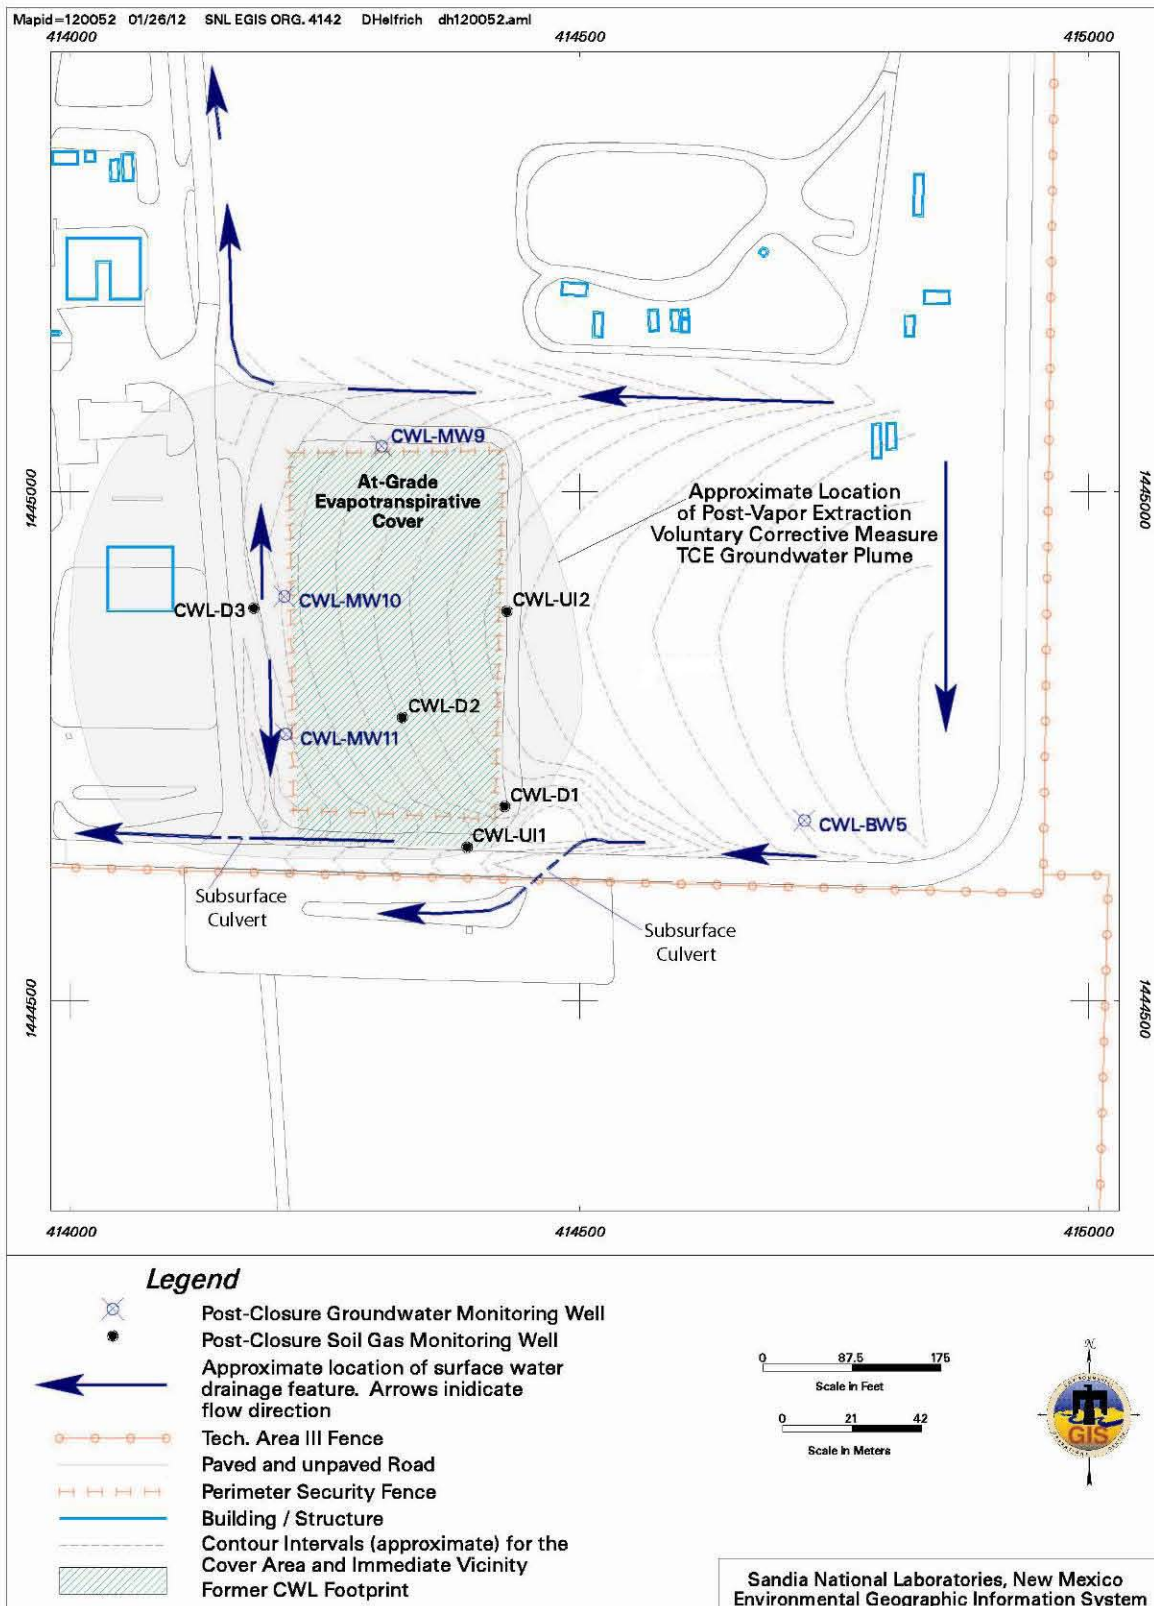 Mapid=120052 01/26/12 SNL EGIS ORG. 4142 DHelfrich dh120052.aml
414000 414500 415000
CWL-MW9
At-Grade
Evapotranspirative
Cover
1445000
1445000
Approximate Location
of Post-Vapor Extraction
Voluntary Corrective Measure
TCE Groundwater Plume
CWL-MW10
CWL-D3
CWL-UI2
CWL-D2
CWL-MW11
CWL-D1
CWL-BW5
CWL-UI1
Subsurface
Culvert
Subsurface
Culvert
1444500
1444500
414000 414500 415000
Legend
Post-Closure Groundwater Monitoring Well
Post-Closure Soil Gas Monitoring Well
Approximate location of surface water
drainage feature. Arrows inidicate
flow direction
Tech. Area III Fence
Paved and unpaved Road
Perimeter Security Fence
Building / Structure
Contour Intervals (approximate) for the
Cover Area and Immediate Vicinity
Former CWL Footprint
0 87.5 175
Scale in Feet
0 21 42
Scale in Meters
N
GIS
Sandia National Laboratories, New Mexico
Environmental Geographic Information System